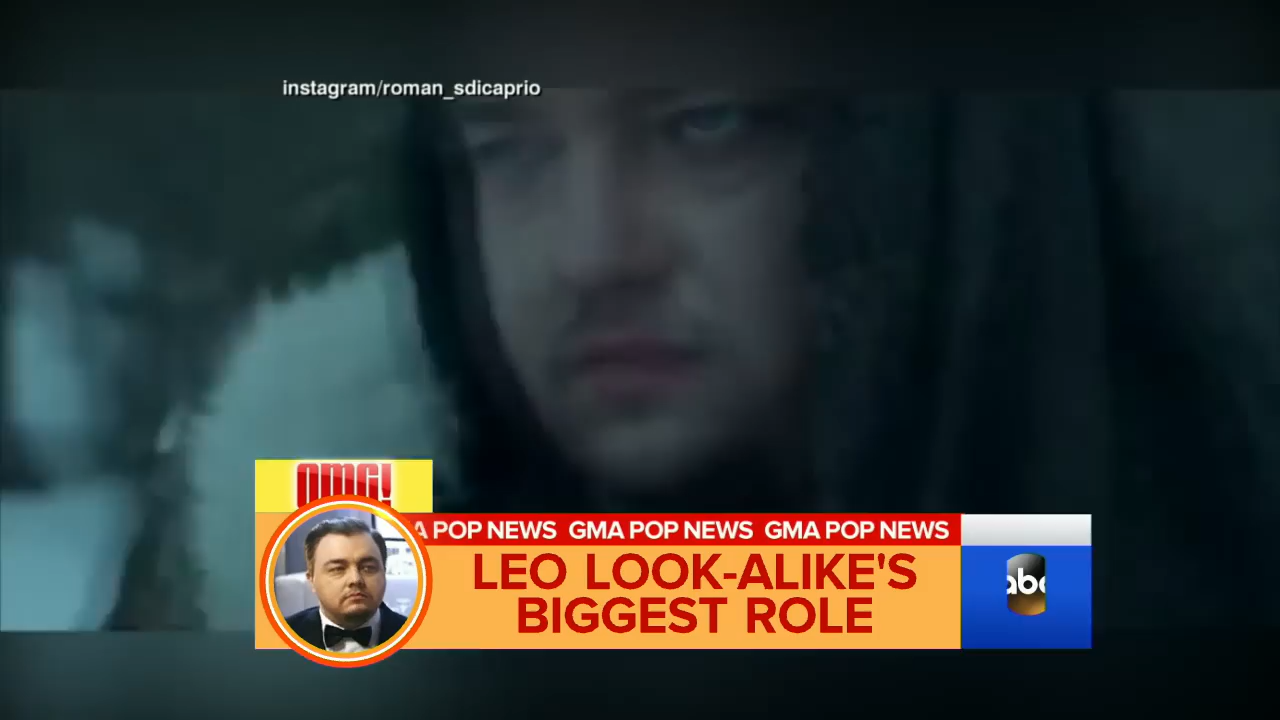 instagram/roman_sdicaprio
OMG!
A POP NEWS GMA POP NEWS GMA POP NEWS
LEO LOOK-ALIKE'S
BIGGEST ROLE
abc